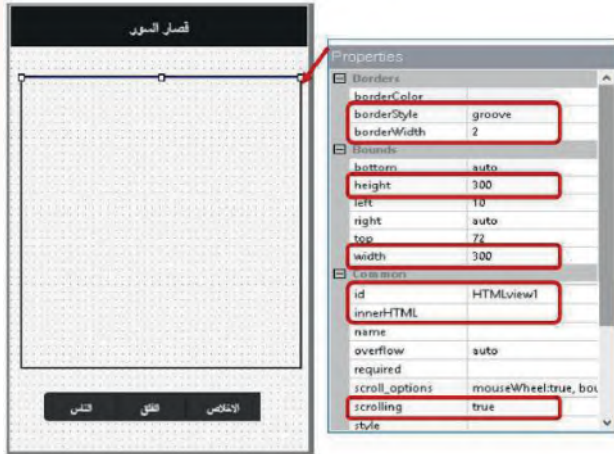 قصار السور
الاخلاص الفلق الناس
Properties
Borders
borderColor
borderStyle groove
borderWidth 2
Bounds
bottom auto
height 300
left 10
right auto
top 72
width 300
Common
id HTMLview1
innerHTML
name
overflow auto
required
scroll_options mouseWheel:true, bou
scrolling true
style